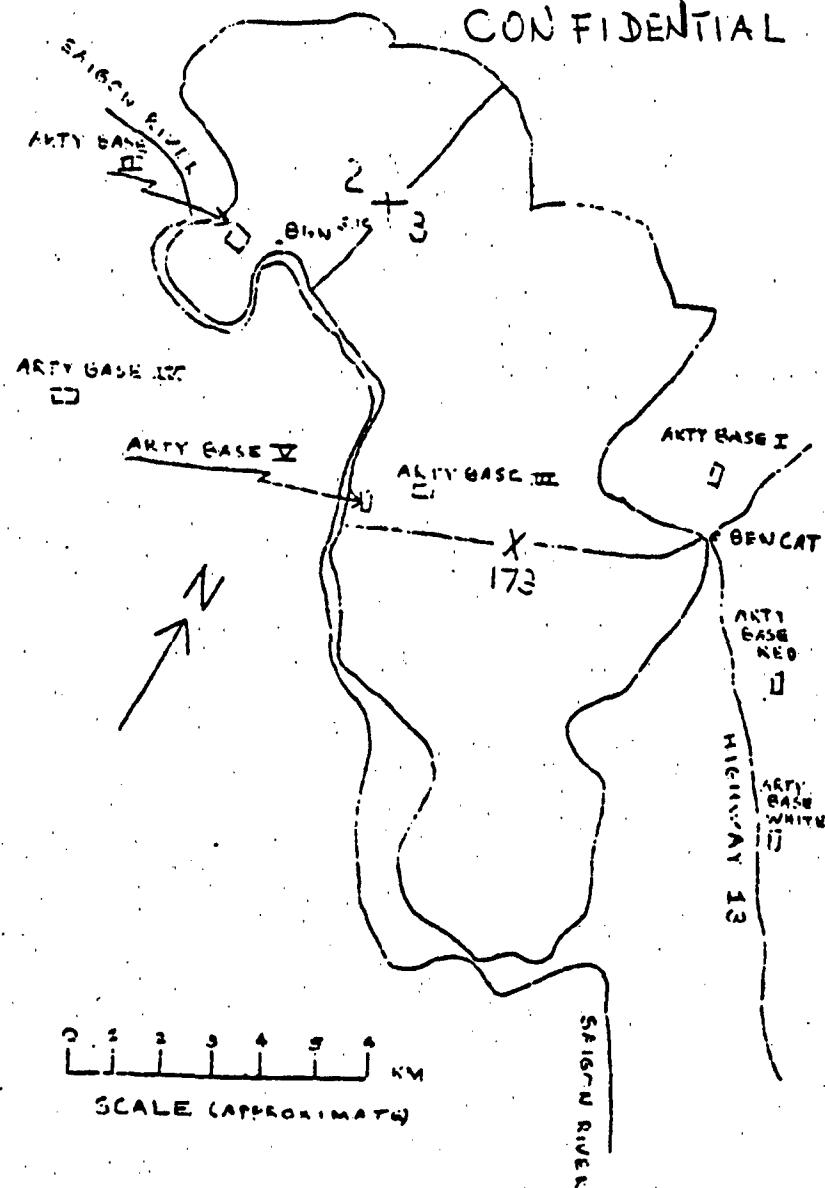 CONFIDENTIAL
SAIGON RIVER
ARTY BASE
II
2
3
ARTY BASE IV
ARTY BASE V
ARTY BASE III
ARTY BASE I
BENCAT
X
173
N
ARTY
BASE
RED
HIGHWAY 13
ARTY
BASE
WHITE
0 1 2 3 4 5 6 KM
SCALE (APPROXIMATE)
SAIGON RIVER